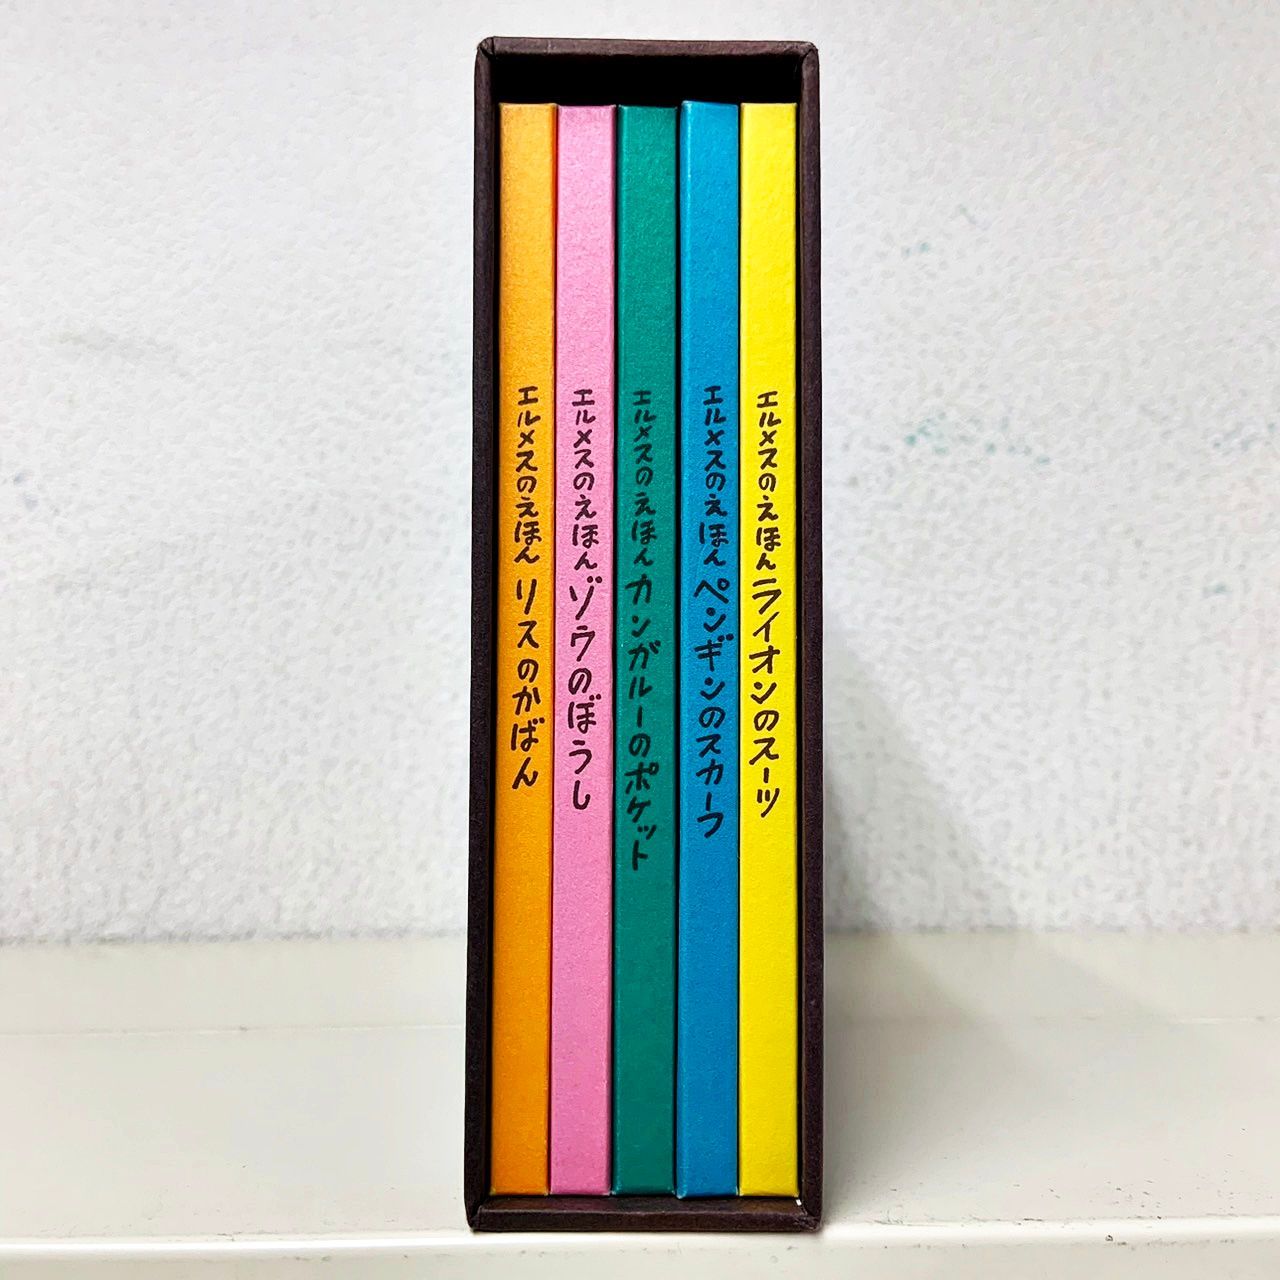 エルメスのえほん リスのかばん
エルメスのえほん ゾウのぼうし
エルメスのえほん カンガルーのポケット
エルメスのえほん ペンギンのスカーフ
エルメスのえほん ライオンのスーツ